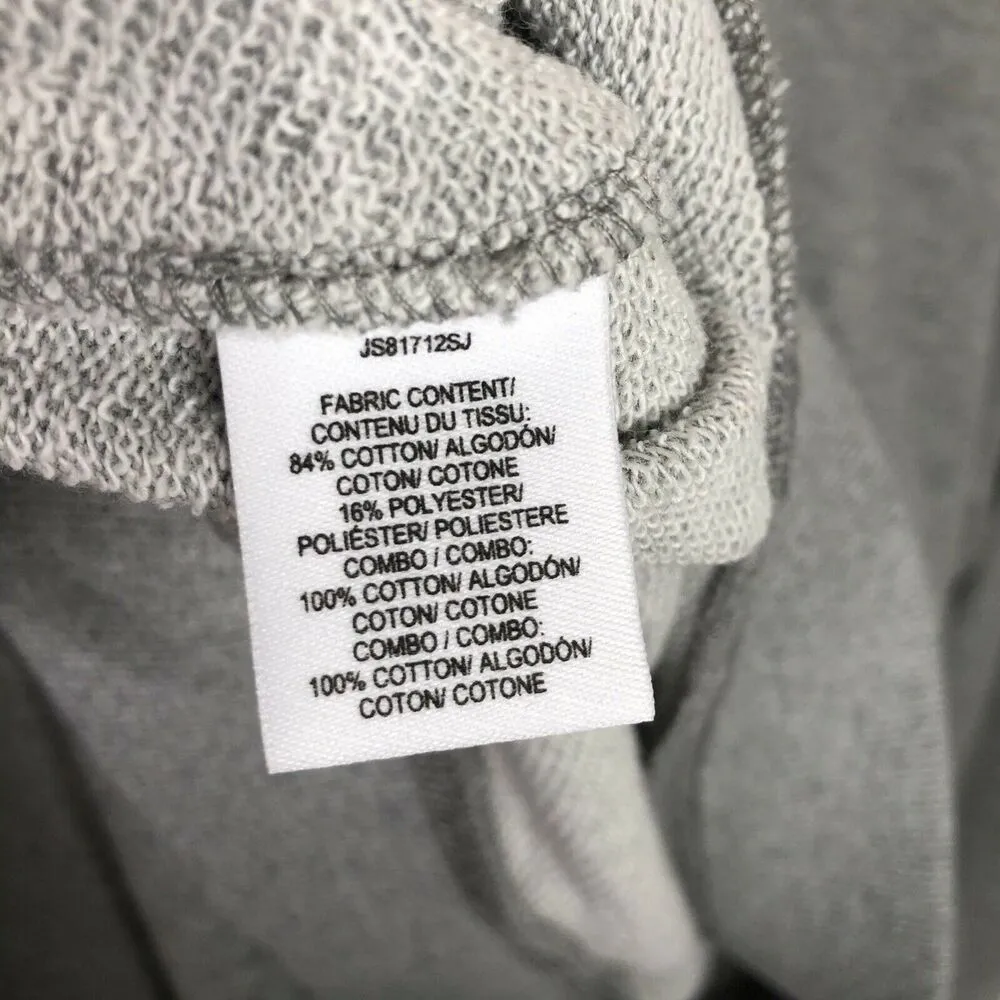 JS81712SJ
FABRIC CONTENT/
CONTENU DU TISSU:
84% COTTON/ ALGODÓN/
COTON/ COTONE
16% POLYESTER/
POLIÉSTER/ POLIESTERE
COMBO / COMBO:
100% COTTON/ ALGODÓN/
COTON/ COTONE
COMBO / COMBO:
100% COTTON/ ALGODÓN/
COTON/ COTONE